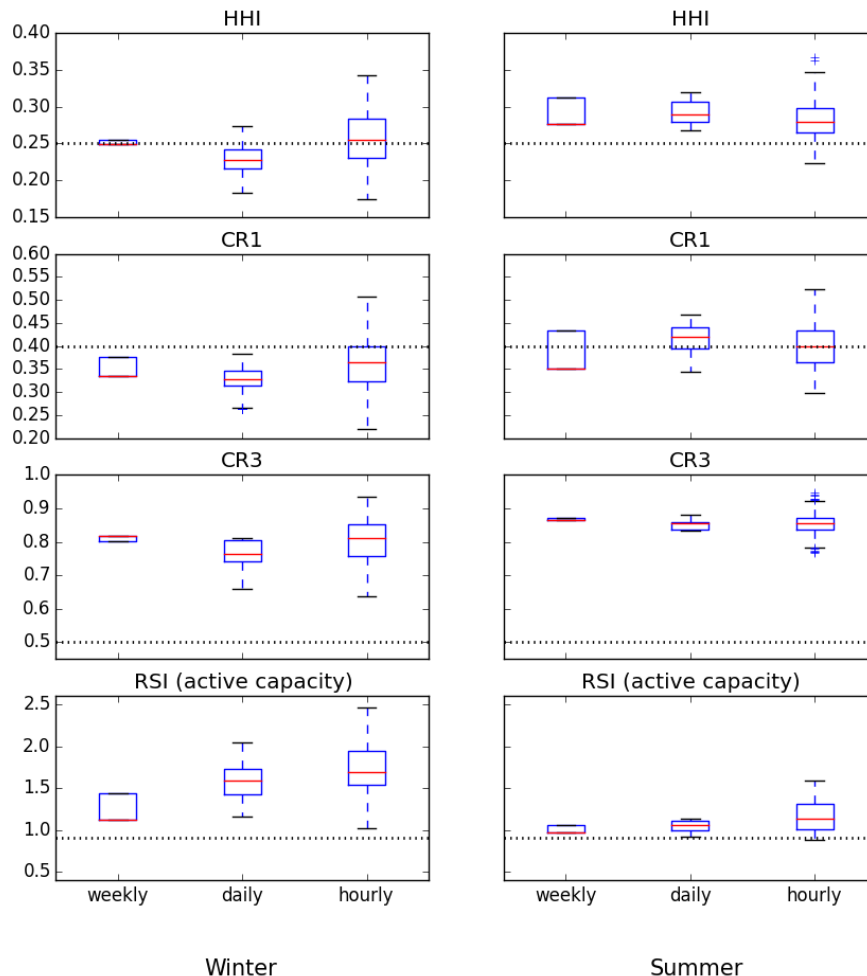 HHI
HHI
0.40
0.35
0.30
0.25
0.20
0.15
CR1
CR1
0.60
0.55
0.50
0.45
0.40
0.35
0.30
0.25
0.20
CR3
CR3
1.0
0.9
0.8
0.7
0.6
0.5
RSI (active capacity)
RSI (active capacity)
2.5
2.0
1.5
1.0
0.5
weekly daily hourly
weekly daily hourly
Winter
Summer